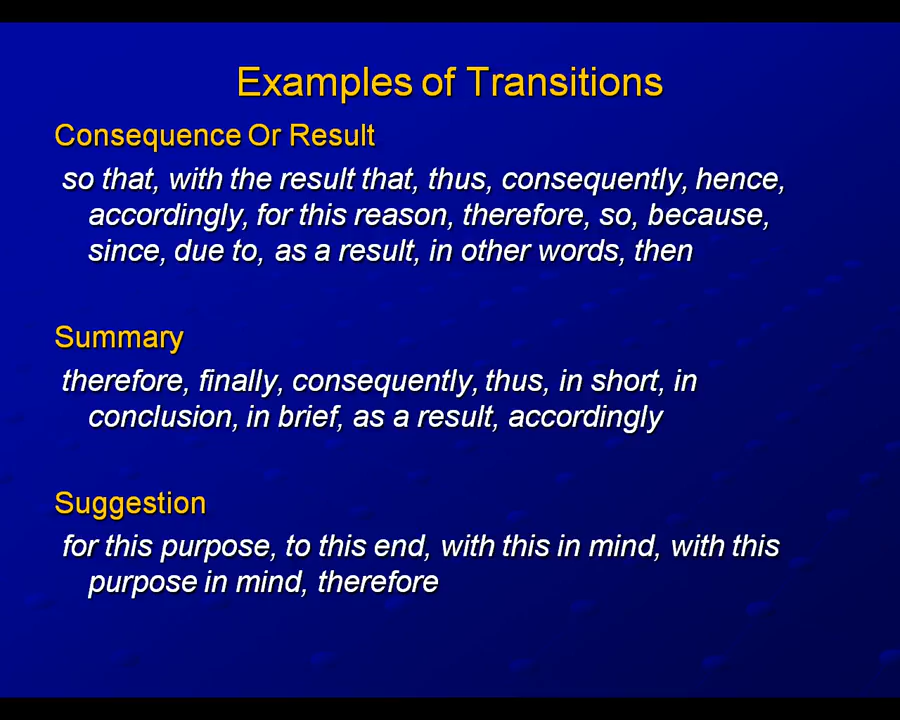 Examples of Transitions
Consequence Or Result
so that, with the result that, thus, consequently, hence,
accordingly, for this reason, therefore, so, because,
since, due to, as a result, in other words, then
Summary
therefore, finally, consequently, thus, in short, in
conclusion, in brief, as a result, accordingly
Suggestion
for this purpose, to this end, with this in mind, with this
purpose in mind, therefore